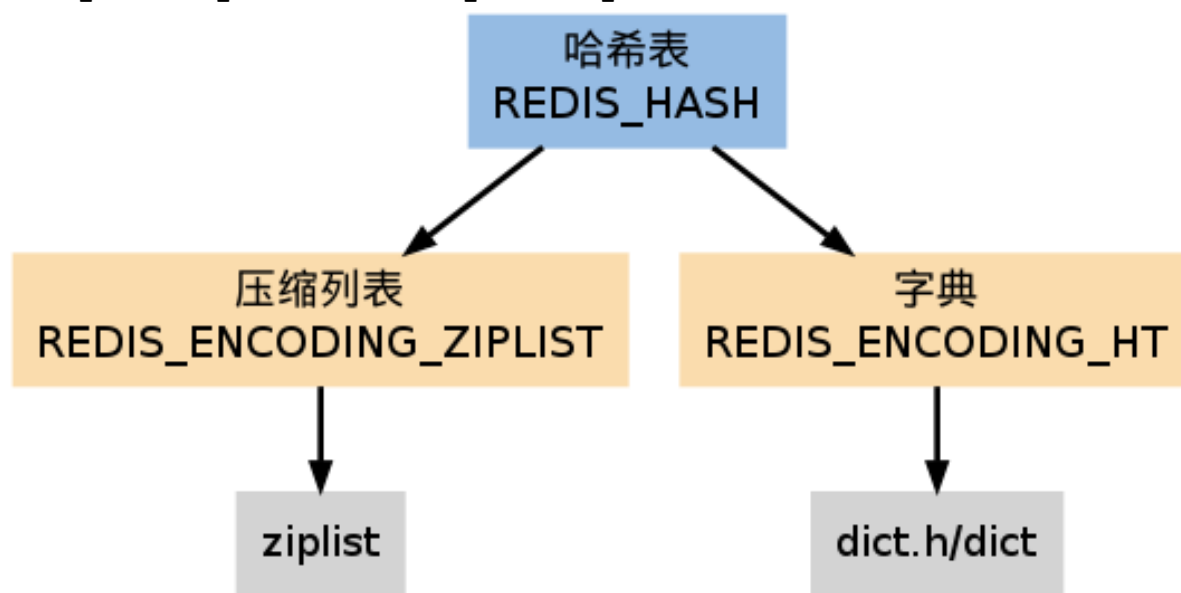 哈希表
REDIS_HASH
压缩列表
REDIS_ENCODING_ZIPLIST
字典
REDIS_ENCODING_HT
ziplist
dict.h/dict